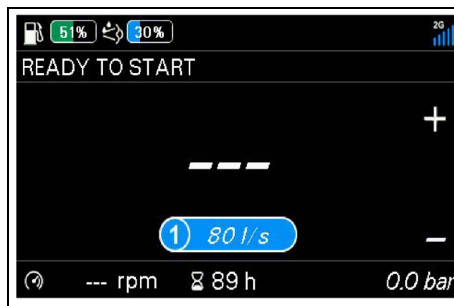 51% 30% 2G
READY TO START
+
---
1 80 l/s
–
--- rpm 89 h 0.0 bar